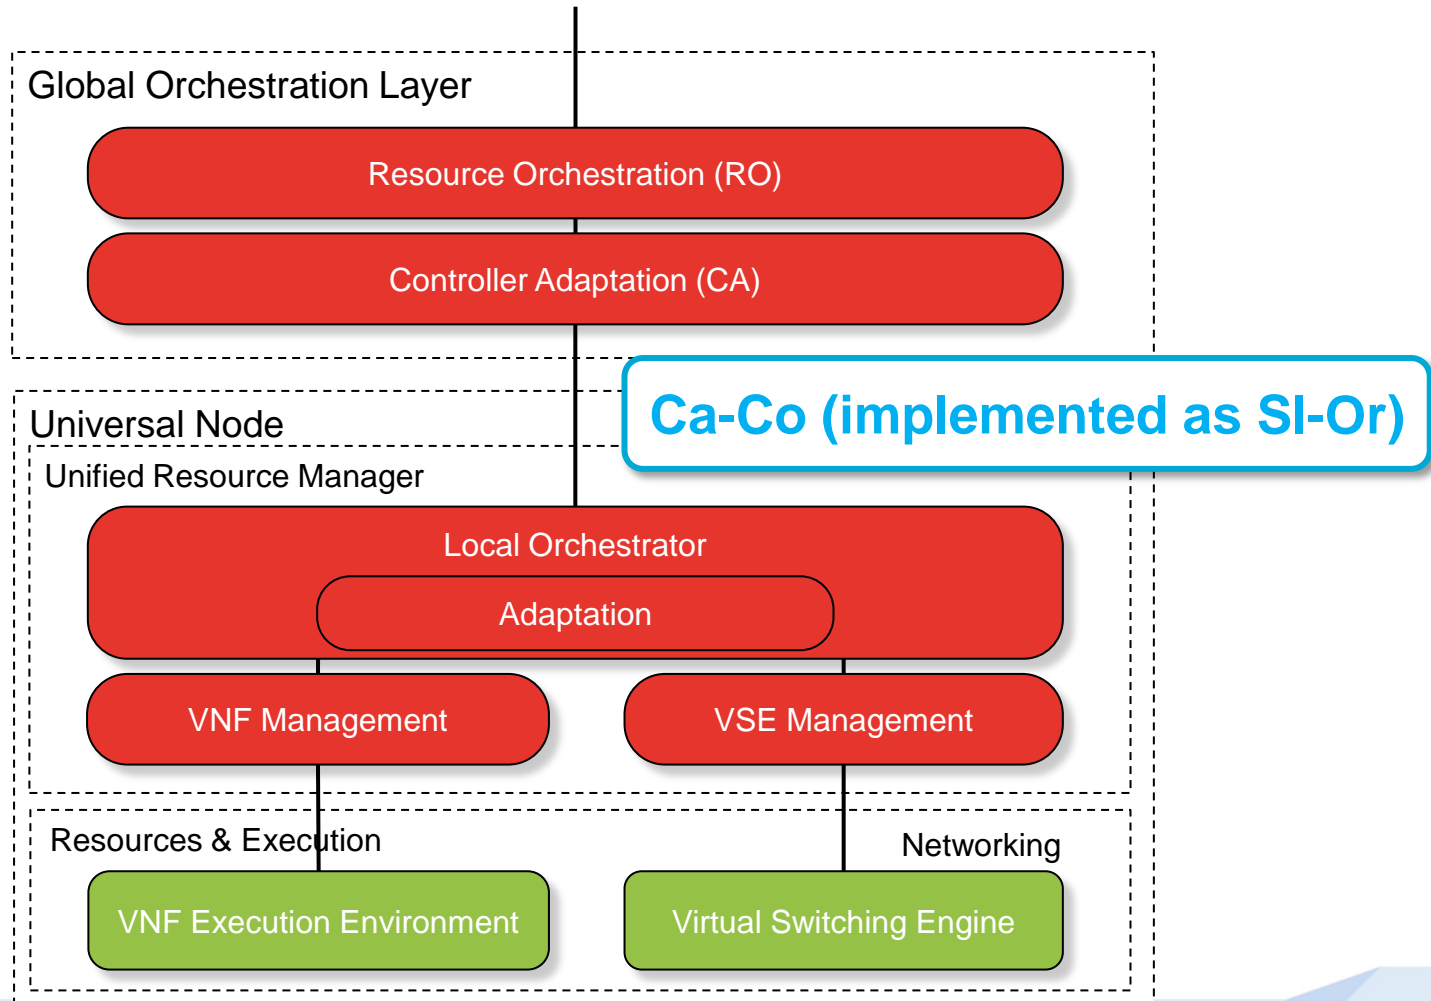 Global Orchestration Layer
Resource Orchestration (RO)
Controller Adaptation (CA)
Ca-Co (implemented as SI-Or)
Universal Node
Unified Resource Manager
Local Orchestrator
Adaptation
VNF Management
VSE Management
Resources & Execution
Networking
VNF Execution Environment
Virtual Switching Engine